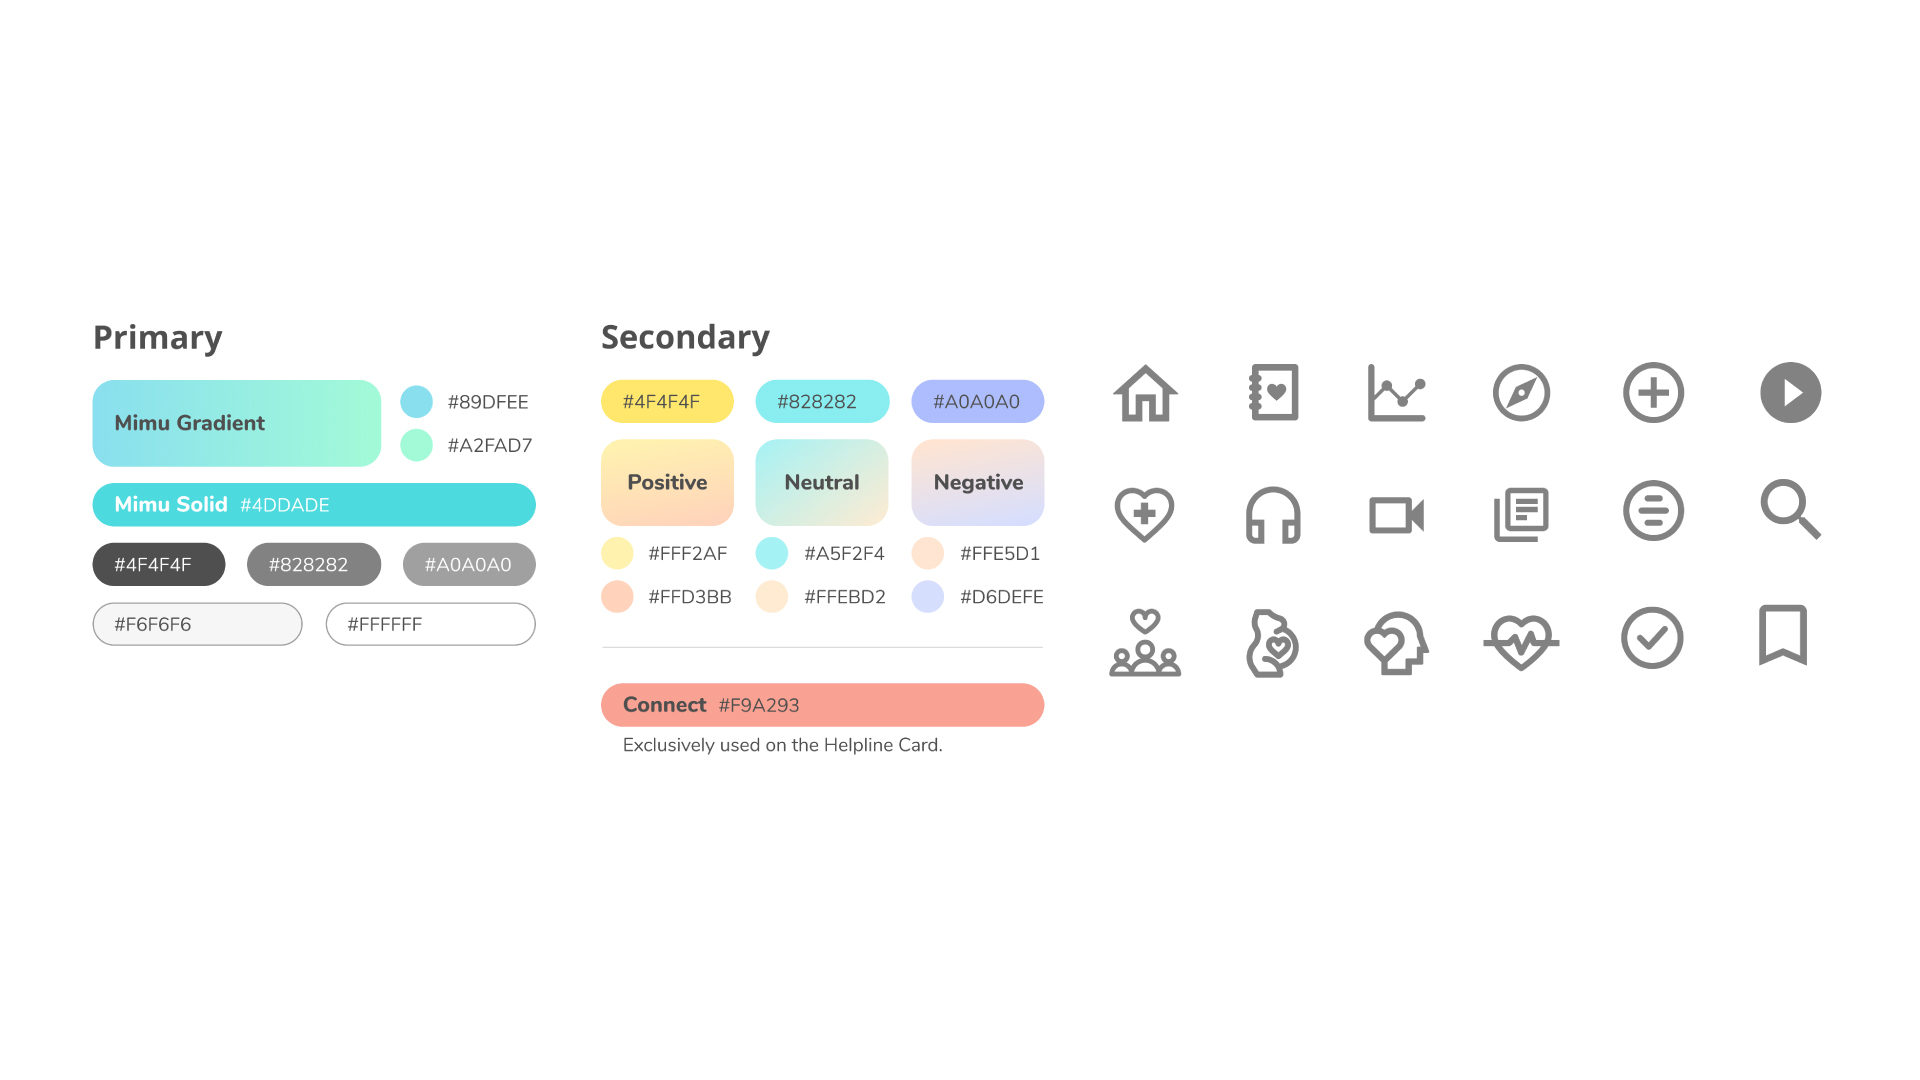 Primary
Mimu Gradient
#89DFEE
#A2FAD7
Mimu Solid #4DDADE
#4F4F4F #828282 #A0A0A0
#F6F6F6 #FFFFFF
Secondary
#4F4F4F #828282 #A0A0A0
Positive Neutral Negative
#FFF2AF #A5F2F4 #FFE5D1
#FFD3BB #FFEBD2 #D6DEFE
Connect #F9A293
Exclusively used on the Helpline Card.